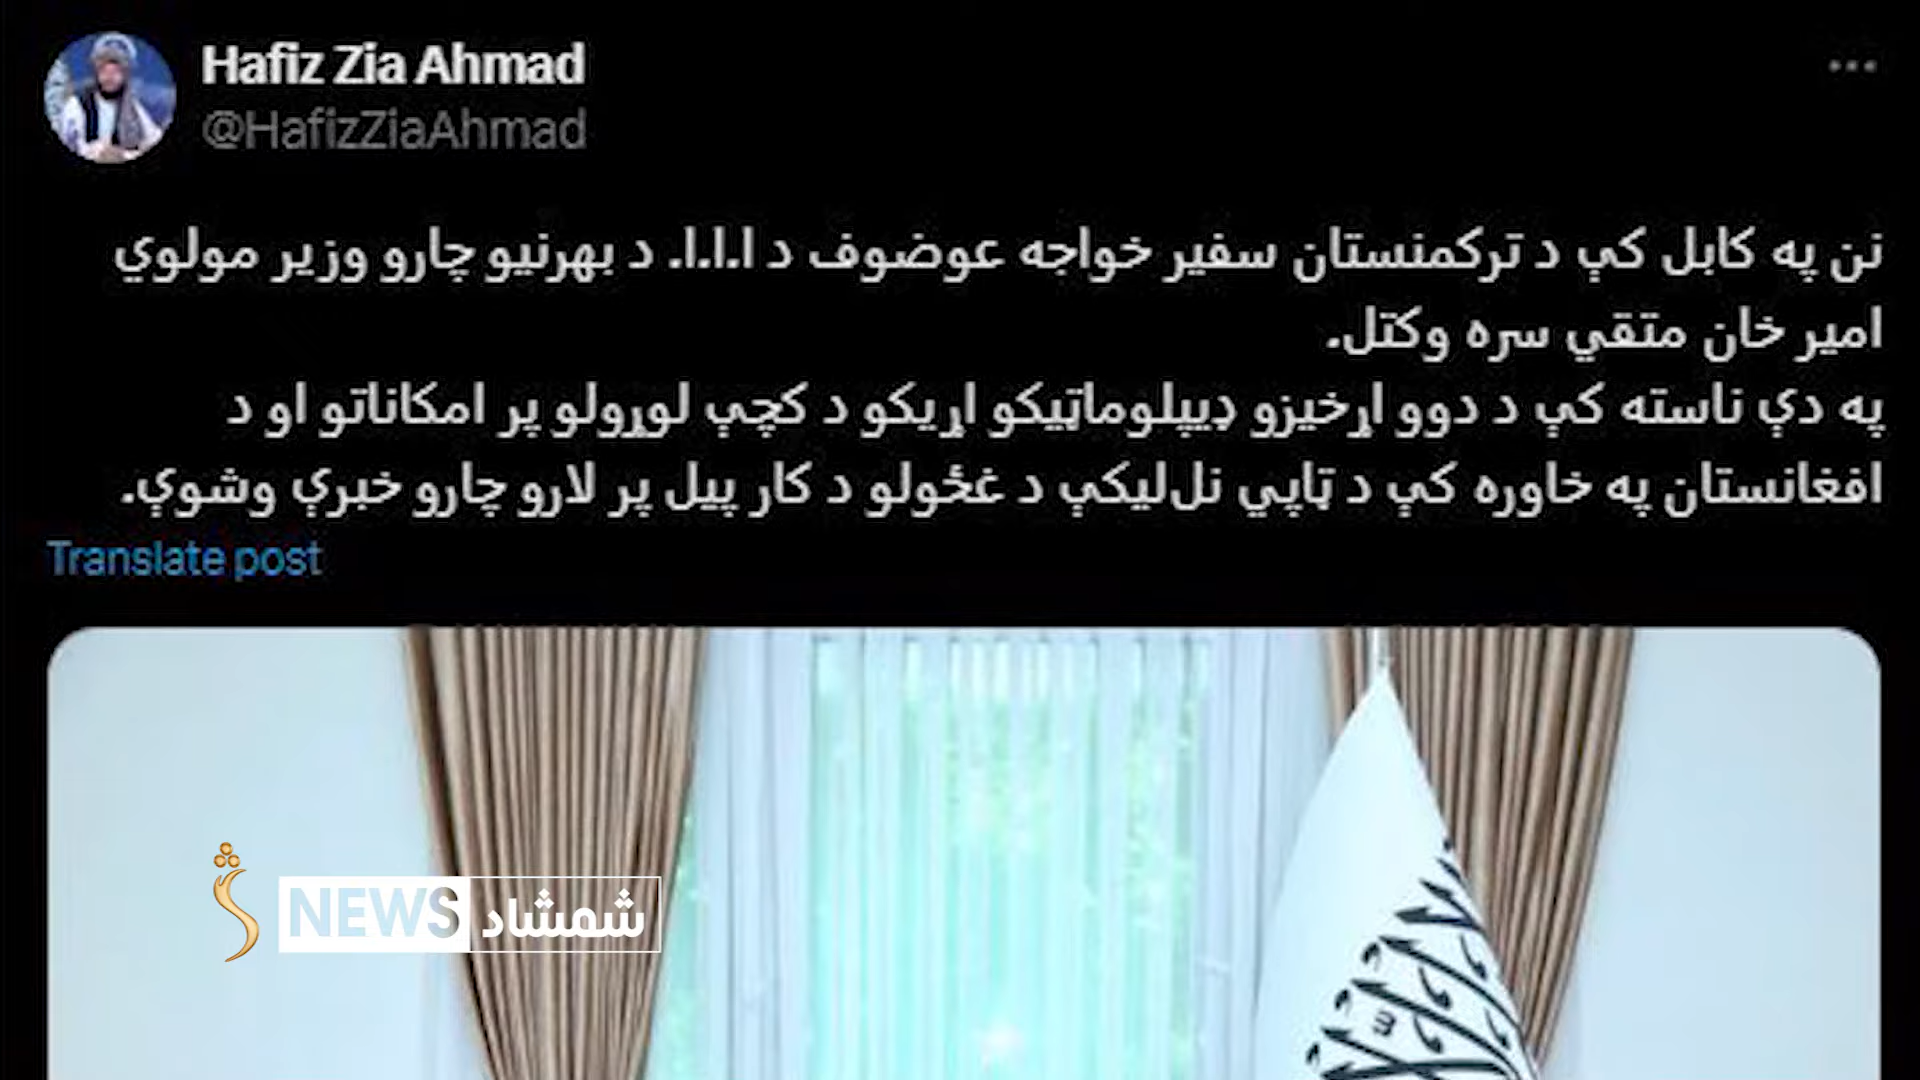 Hafiz Zia Ahmad
@HafizZiaAhmad
نن په کابل کې د ترکمنستان سفیر خواجه عوضوف د ا.ا.ا. د بهرنیو چارو وزیر مولوي
امیر خان متقي سره وکتل.
په دې ناسته کې د دوو اړخیزو ډیپلوماټیکو اړیکو د کچې لوړولو پر امکاناتو او د
افغانستان په خاوره کې د ټاپي نل‌لیکې د غځولو د کار پیل پر لارو چارو خبرې وشوې.
Translate post
NEWS شمشاد